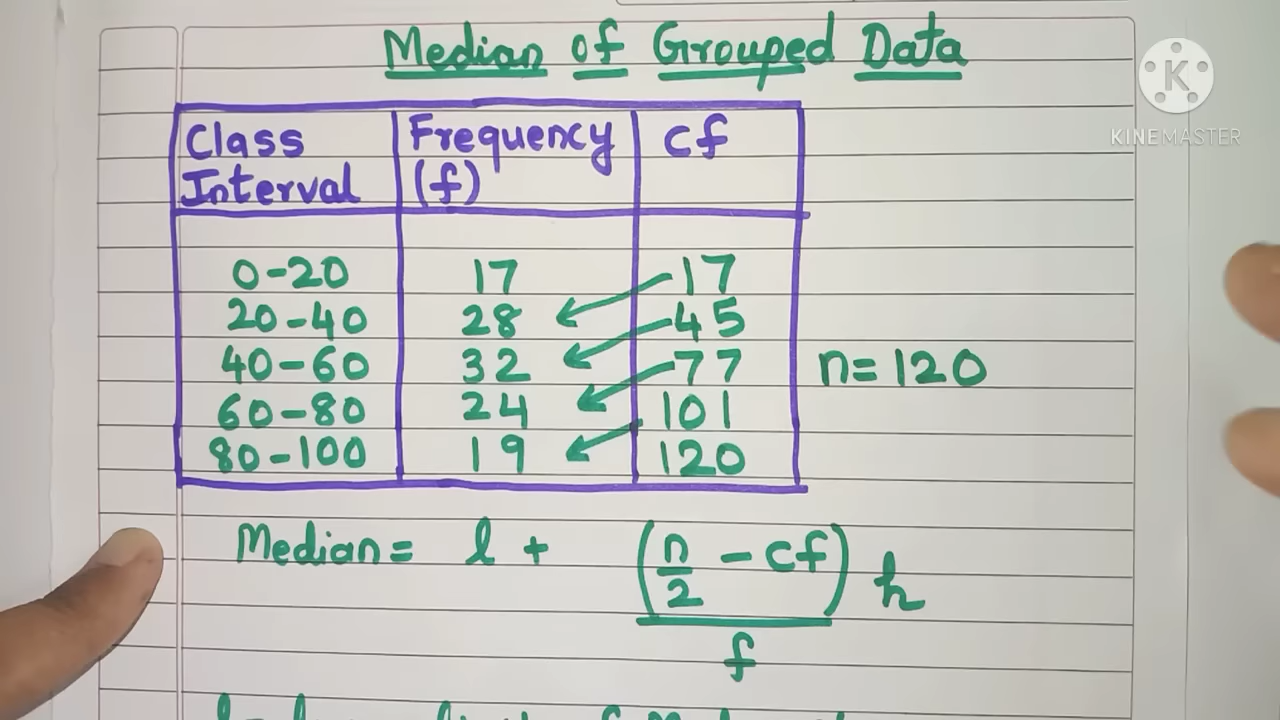 Median of Grouped Data
KINEMASTER
Class Interval Frequency (f) cf
0-20 17 17
20-40 28 45
40-60 32 77
60-80 24 101
80-100 19 120
n=120
Median= l + (n/2 - cf) h
f